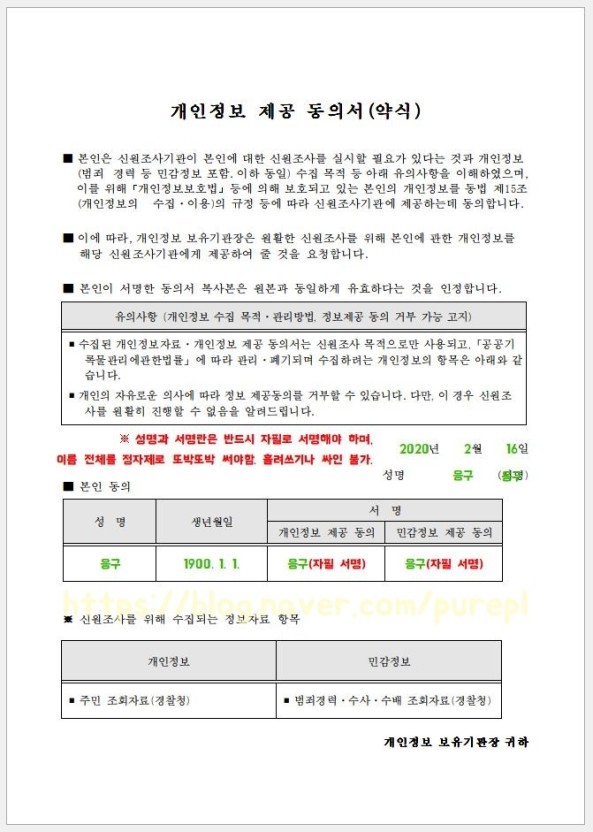 개인정보 제공 동의서(약식)
■ 본인은 신원조사기관이 본인에 대한 신원조사를 실시할 필요가 있다는 것과 개인정보
(범죄 경력 등 민감정보 포함. 이하 동일) 수집 목적 등 아래 유의사항을 이해하였으며,
이를 위해 「개인정보보호법」 등에 의해 보호되고 있는 본인의 개인정보를 동법 제15조
(개인정보의 수집·이용)의 규정 등에 따라 신원조사기관에 제공하는데 동의합니다.
■ 이에 따라, 개인정보 보유기관장은 원활한 신원조사를 위해 본인에 관한 개인정보를
해당 신원조사기관에게 제공하여 줄 것을 요청합니다.
■ 본인이 서명한 동의서 복사본은 원본과 동일하게 유효하다는 것을 인정합니다.
유의사항 (개인정보 수집 목적·관리방법, 정보제공 동의 거부 가능 고지)
■ 수집된 개인정보자료·개인정보 제공 동의서는 신원조사 목적으로만 사용되고, 「공공기
록물관리에관한법률」에 따라 관리·폐기되며 수집하려는 개인정보의 항목은 아래와 같
습니다.
■ 개인의 자유로운 의사에 따라 정보 제공동의를 거부할 수 있습니다. 다만, 이 경우 신원조
사를 원활히 진행할 수 없음을 알려드립니다.
※ 성명과 서명란은 반드시 자필로 서명해야 하며,
이름 전체를 정자체로 또박또박 써야함. 흘려쓰기나 싸인 불가.
2020년 2월 16일
성명 응구 (서명) 응구
■ 본인 동의
성 명 생년월일 서 명
개인정보 제공 동의 민감정보 제공 동의
응구 1900. 1. 1. 응구(자필 서명) 응구(자필 서명)
https://blog.naver.com/purepl
※ 신원조사를 위해 수집되는 정보자료 항목
개인정보 민감정보
■ 주민 조회자료(경찰청) ■ 범죄경력·수사·수배 조회자료(경찰청)
개인정보 보유기관장 귀하